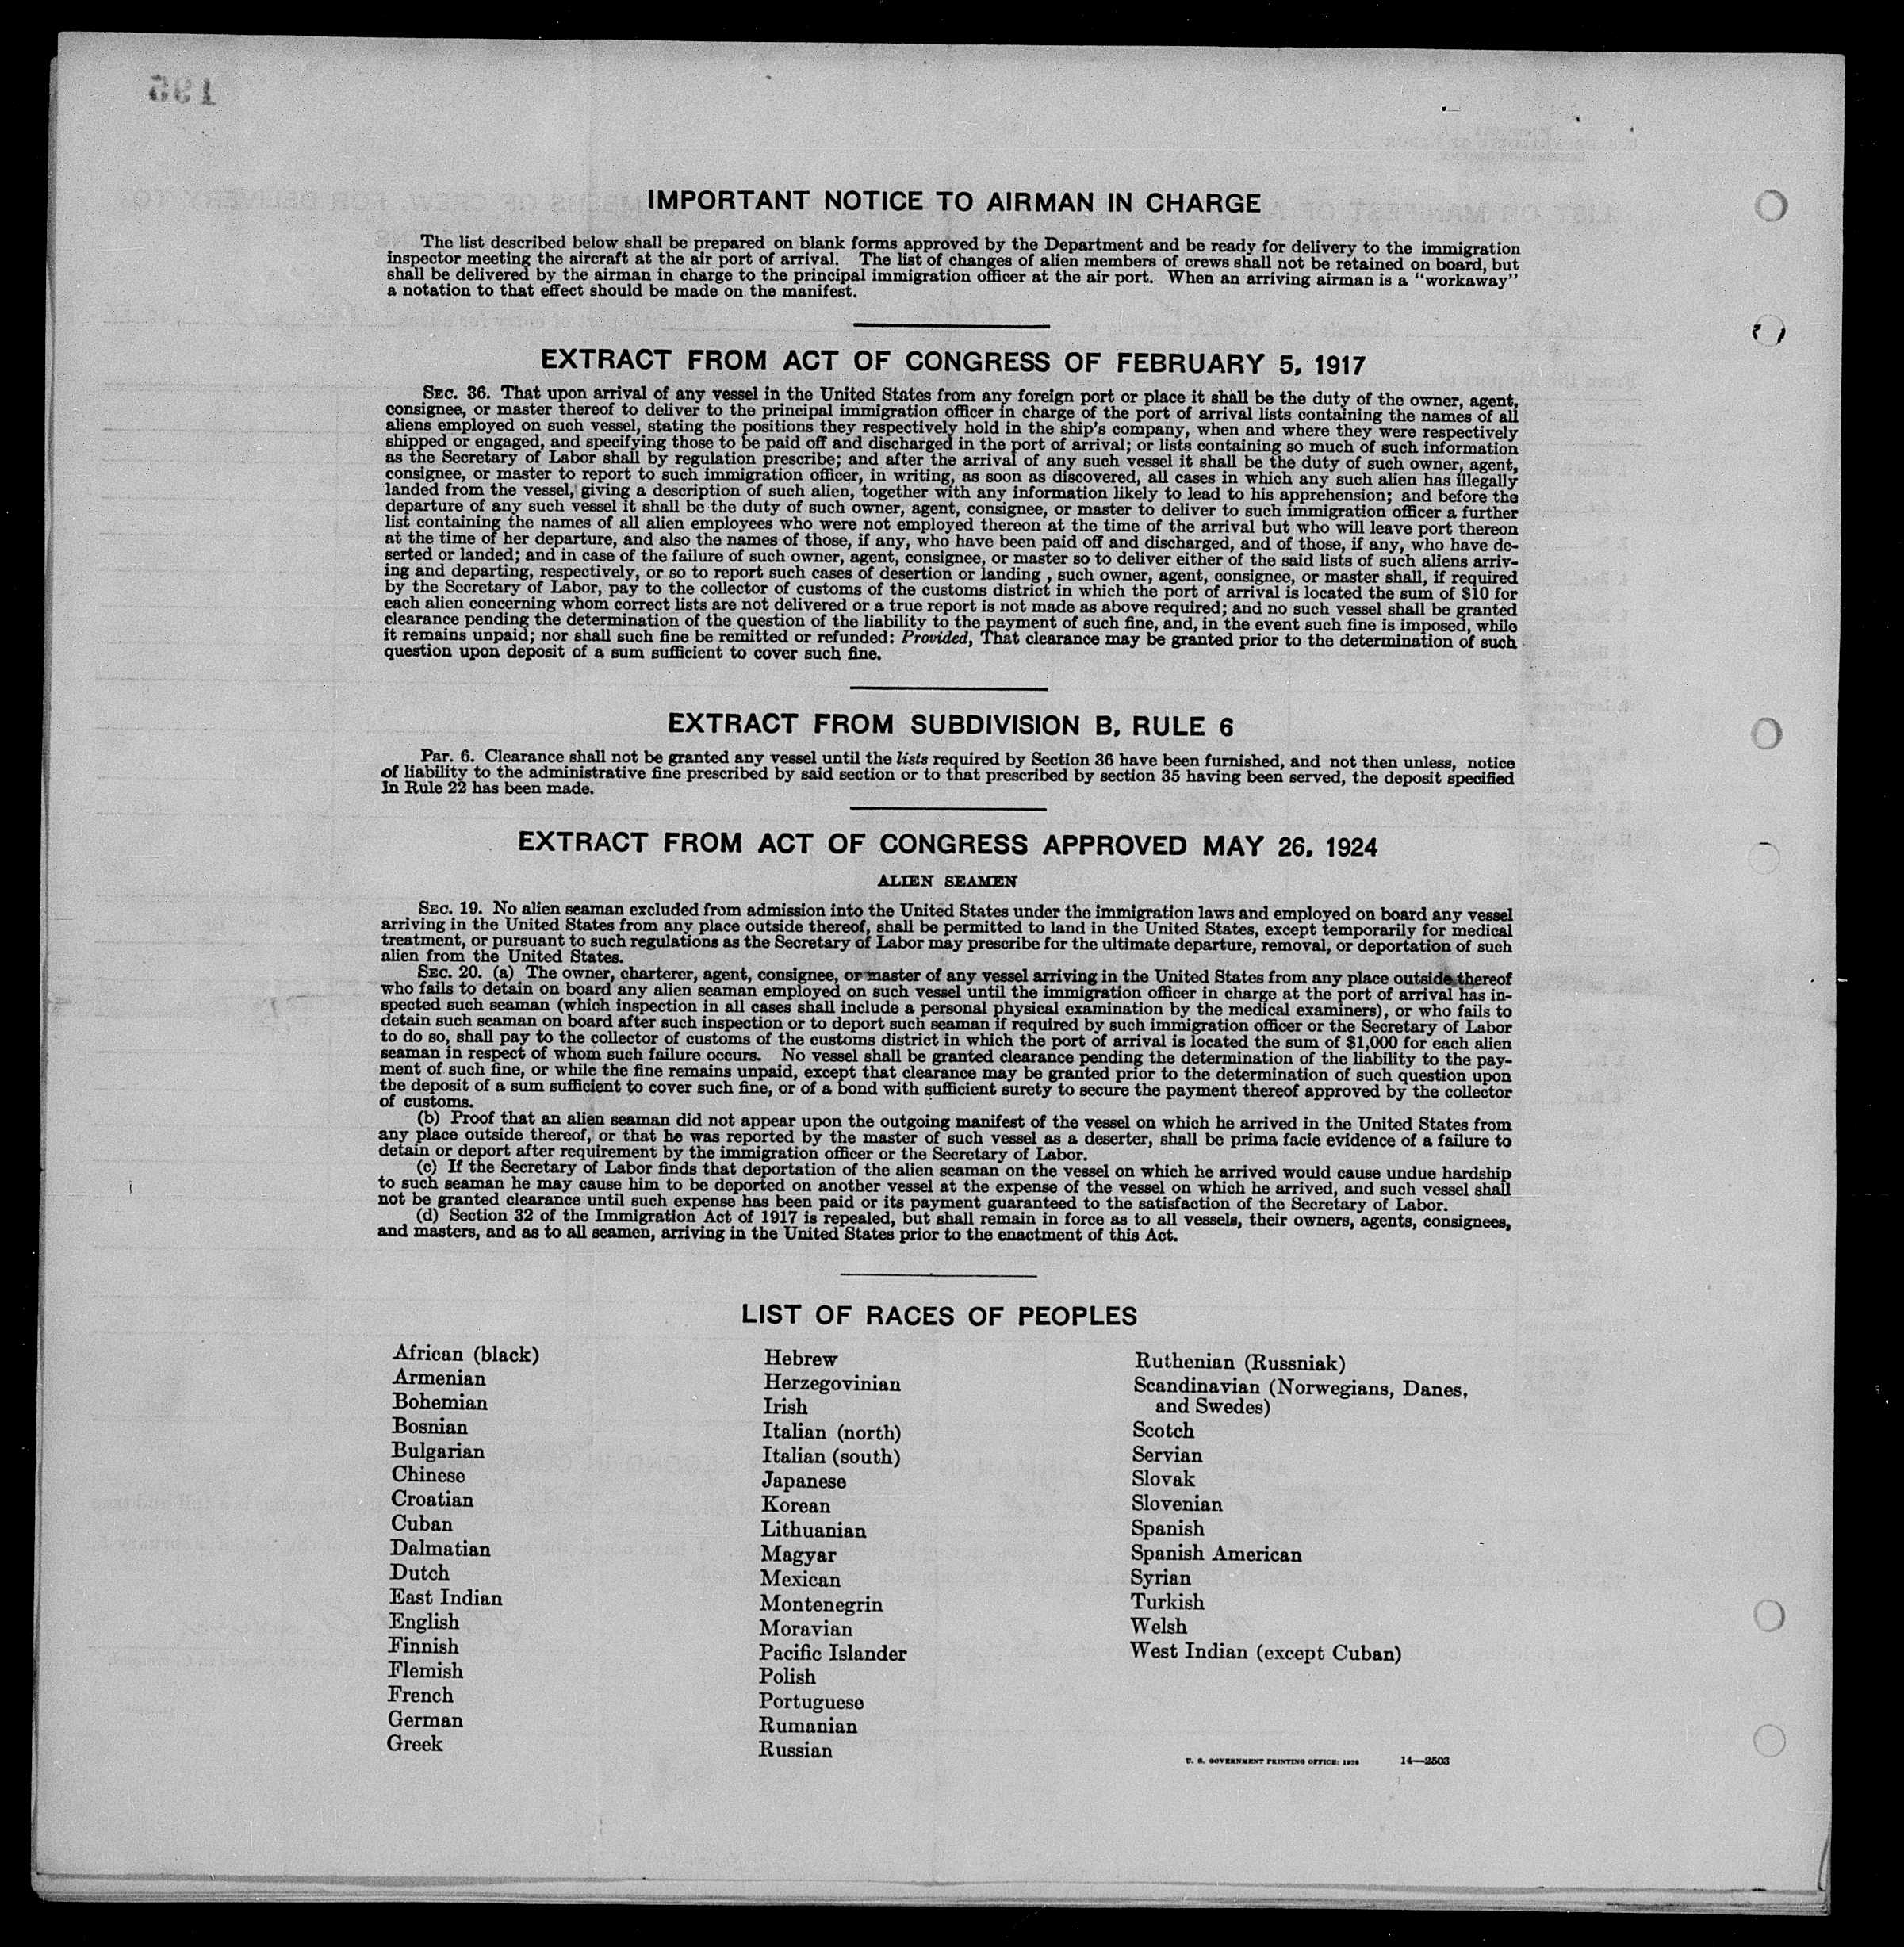 195
IMPORTANT NOTICE TO AIRMAN IN CHARGE
The list described below shall be prepared on blank forms approved by the Department and be ready for delivery to the immigration
inspector meeting the aircraft at the air port of arrival. The list of changes of alien members of crews shall not be retained on board, but
shall be delivered by the airman in charge to the principal immigration officer at the air port. When an arriving airman is a "workaway"
a notation to that effect should be made on the manifest.
EXTRACT FROM ACT OF CONGRESS OF FEBRUARY 5, 1917
SEC. 36. That upon arrival of any vessel in the United States from any foreign port or place it shall be the duty of the owner, agent,
consignee, or master thereof to deliver to the principal immigration officer in charge of the port of arrival lists containing the names of all
aliens employed on such vessel, stating the positions they respectively hold in the ship's company, when and where they were respectively
shipped or engaged, and specifying those to be paid off and discharged in the port of arrival; or lists containing so much of such information
as the Secretary of Labor shall by regulation prescribe; and after the arrival of any such vessel it shall be the duty of such owner, agent,
consignee, or master to report to such immigration officer, in writing, as soon as discovered, all cases in which any such alien has illegally
landed from the vessel, giving a description of such alien, together with any information likely to lead to his apprehension; and before the
departure of any such vessel it shall be the duty of such owner, agent, consignee, or master to deliver to such immigration officer a further
list containing the names of all alien employees who were not employed thereon at the time of the arrival but who will leave port thereon
at the time of her departure, and also the names of those, if any, who have been paid off and discharged, and of those, if any, who have de-
serted or landed; and in case of the failure of such owner, agent, consignee, or master so to deliver either of the said lists of such aliens arriv-
ing and departing, respectively, or so to report such cases of desertion or landing , such owner, agent, consignee, or master shall, if required
by the Secretary of Labor, pay to the collector of customs of the customs district in which the port of arrival is located the sum of $10 for
each alien concerning whom correct lists are not delivered or a true report is not made as above required; and no such vessel shall be granted
clearance pending the determination of the question of the liability to the payment of such fine, and, in the event such fine is imposed, while
it remains unpaid; nor shall such fine be remitted or refunded: Provided, That clearance may be granted prior to the determination of such
question upon deposit of a sum sufficient to cover such fine.
EXTRACT FROM SUBDIVISION B, RULE 6
Par. 6. Clearance shall not be granted any vessel until the lists required by Section 36 have been furnished, and not then unless, notice
of liability to the administrative fine prescribed by said section or to that prescribed by section 35 having been served, the deposit specified
In Rule 22 has been made.
EXTRACT FROM ACT OF CONGRESS APPROVED MAY 26, 1924
ALIEN SEAMEN
SEC. 19. No alien seaman excluded from admission into the United States under the immigration laws and employed on board any vessel
arriving in the United States from any place outside thereof, shall be permitted to land in the United States, except temporarily for medical
treatment, or pursuant to such regulations as the Secretary of Labor may prescribe for the ultimate departure, removal, or deportation of such
alien from the United States.
SEC. 20. (a) The owner, charterer, agent, consignee, or master of any vessel arriving in the United States from any place outside thereof
who fails to detain on board any alien seaman employed on such vessel until the immigration officer in charge at the port of arrival has in-
spected such seaman (which inspection in all cases shall include a personal physical examination by the medical examiners), or who fails to
detain such seaman on board after such inspection or to deport such seaman if required by such immigration officer or the Secretary of Labor
to do so, shall pay to the collector of customs of the customs district in which the port of arrival is located the sum of $1,000 for each alien
seaman in respect of whom such failure occurs. No vessel shall be granted clearance pending the determination of the liability to the pay-
ment of such fine, or while the fine remains unpaid, except that clearance may be granted prior to the determination of such question upon
the deposit of a sum sufficient to cover such fine, or of a bond with sufficient surety to secure the payment thereof approved by the collector
of customs.
(b) Proof that an alien seaman did not appear upon the outgoing manifest of the vessel on which he arrived in the United States from
any place outside thereof, or that he was reported by the master of such vessel as a deserter, shall be prima facie evidence of a failure to
detain or deport after requirement by the immigration officer or the Secretary of Labor.
(c) If the Secretary of Labor finds that deportation of the alien seaman on the vessel on which he arrived would cause undue hardship
to such seaman he may cause him to be deported on another vessel at the expense of the vessel on which he arrived, and such vessel shall
not be granted clearance until such expense has been paid or its payment guaranteed to the satisfaction of the Secretary of Labor.
(d) Section 32 of the Immigration Act of 1917 is repealed, but shall remain in force as to all vessels, their owners, agents, consignees,
and masters, and as to all seamen, arriving in the United States prior to the enactment of this Act.
LIST OF RACES OF PEOPLES
African (black)
Armenian
Bohemian
Bosnian
Bulgarian
Chinese
Croatian
Cuban
Dalmatian
Dutch
East Indian
English
Finnish
Flemish
French
German
Greek
Hebrew
Herzegovinian
Irish
Italian (north)
Italian (south)
Japanese
Korean
Lithuanian
Magyar
Mexican
Montenegrin
Moravian
Pacific Islander
Polish
Portuguese
Rumanian
Russian
Ruthenian (Russniak)
Scandinavian (Norwegians, Danes,
and Swedes)
Scotch
Servian
Slovak
Slovenian
Spanish
Spanish American
Syrian
Turkish
Welsh
West Indian (except Cuban)
U. S. GOVERNMENT PRINTING OFFICE: 14—2503